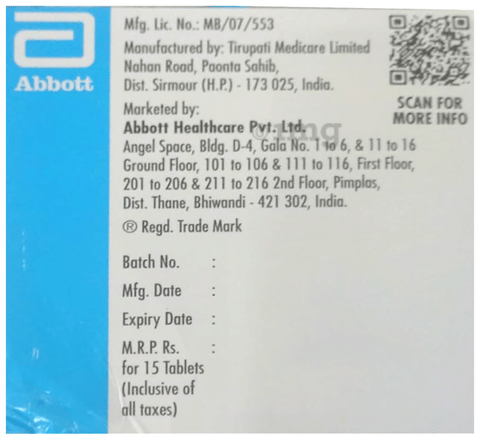 Abbott
Mfg. Lic. No.: MB/07/553
Manufactured by: Tirupati Medicare Limited
Nahan Road, Paonta Sahib,
Dist. Sirmour (H.P.) - 173 025, India.
SCAN FOR
MORE INFO
Marketed by:
Abbott Healthcare Pvt. Ltd.
Angel Space, Bldg. D-4, Gala No. 1 to 6, & 11 to 16
Ground Floor, 101 to 106 & 111 to 116, First Floor,
201 to 206 & 211 to 216 2nd Floor, Pimplas,
Dist. Thane, Bhiwandi - 421 302, India.
® Regd. Trade Mark
Batch No. :
Mfg. Date :
Expiry Date :
M.R.P. Rs. :
for 15 Tablets
(Inclusive of
all taxes)